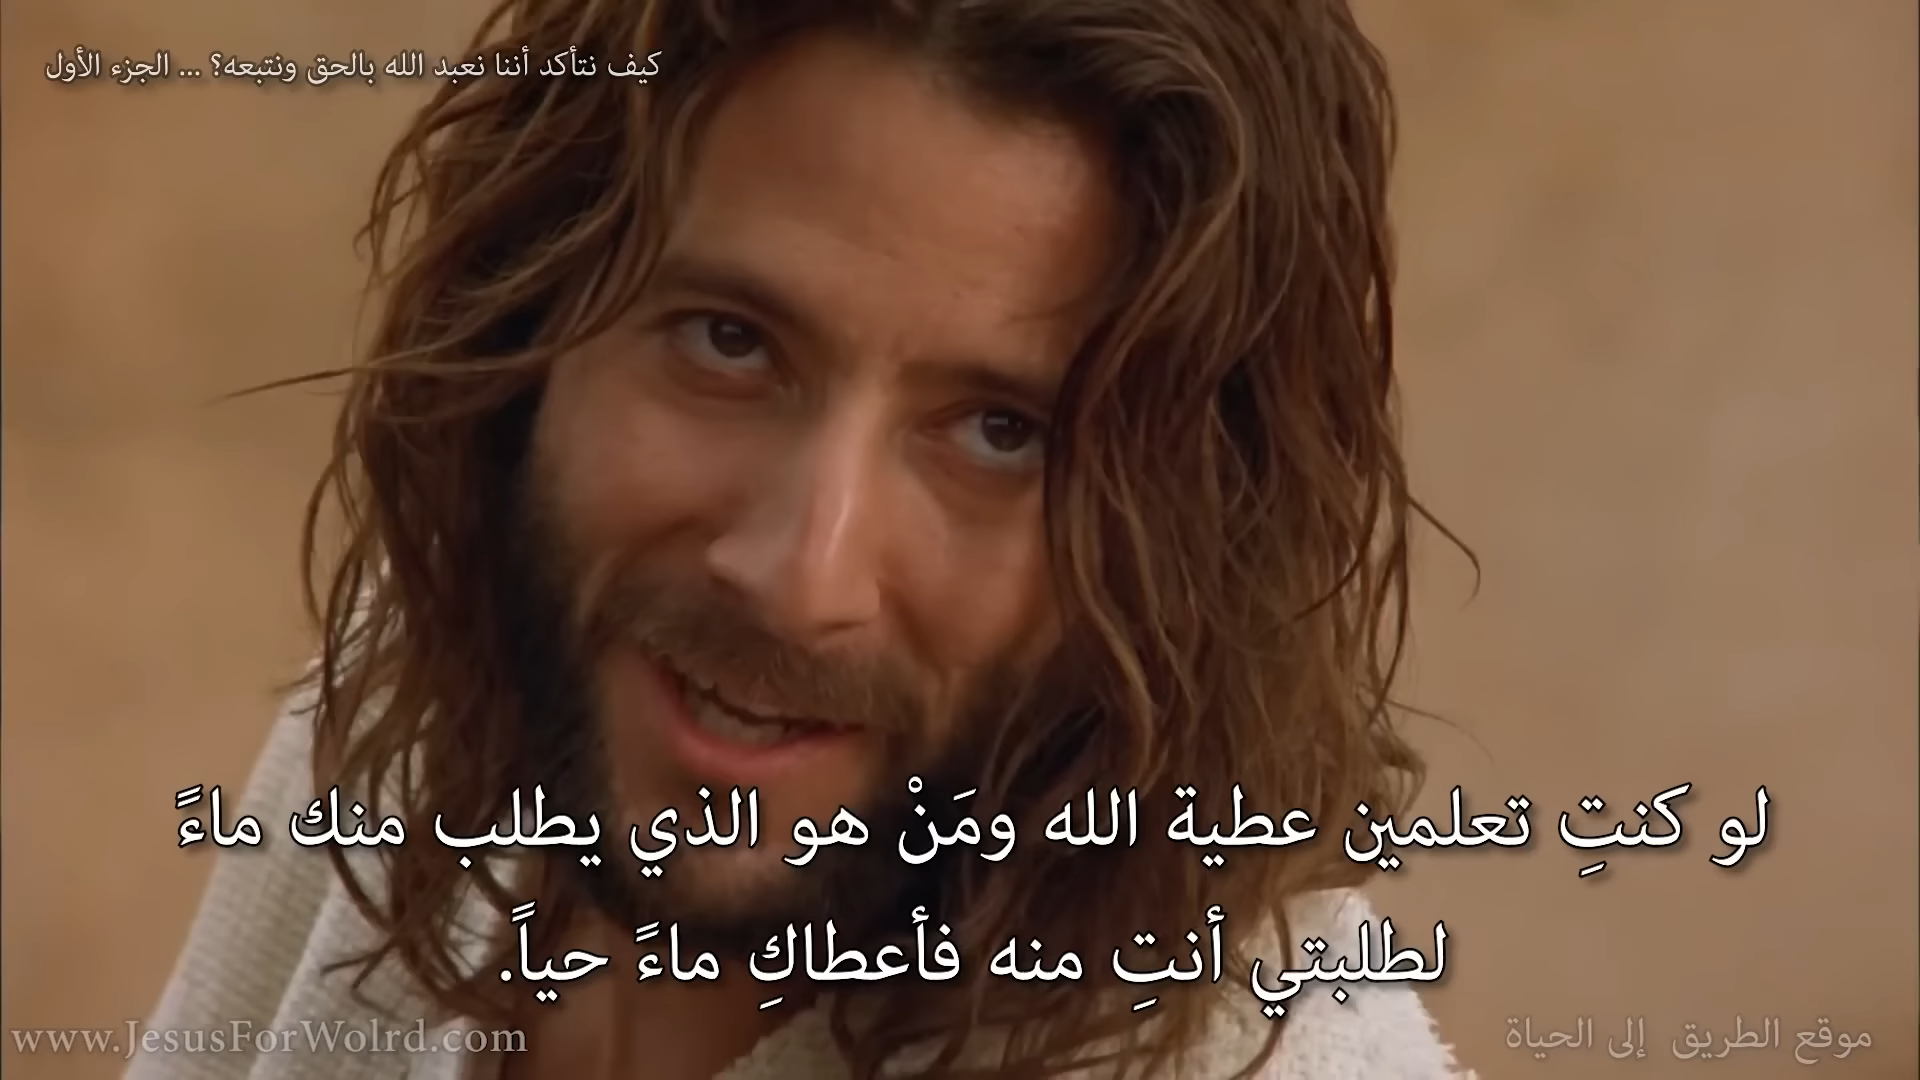 كيف نتأكد أننا نعبد الله بالحق ونتبعه؟ ... الجزء الأول
لو كنتِ تعلمين عطية الله ومَنْ هو الذي يطلب منك ماءً
لطلبتي أنتِ منه فأعطاكِ ماءً حياً.
www.JesusForWolrd.com
موقع الطريق إلى الحياة